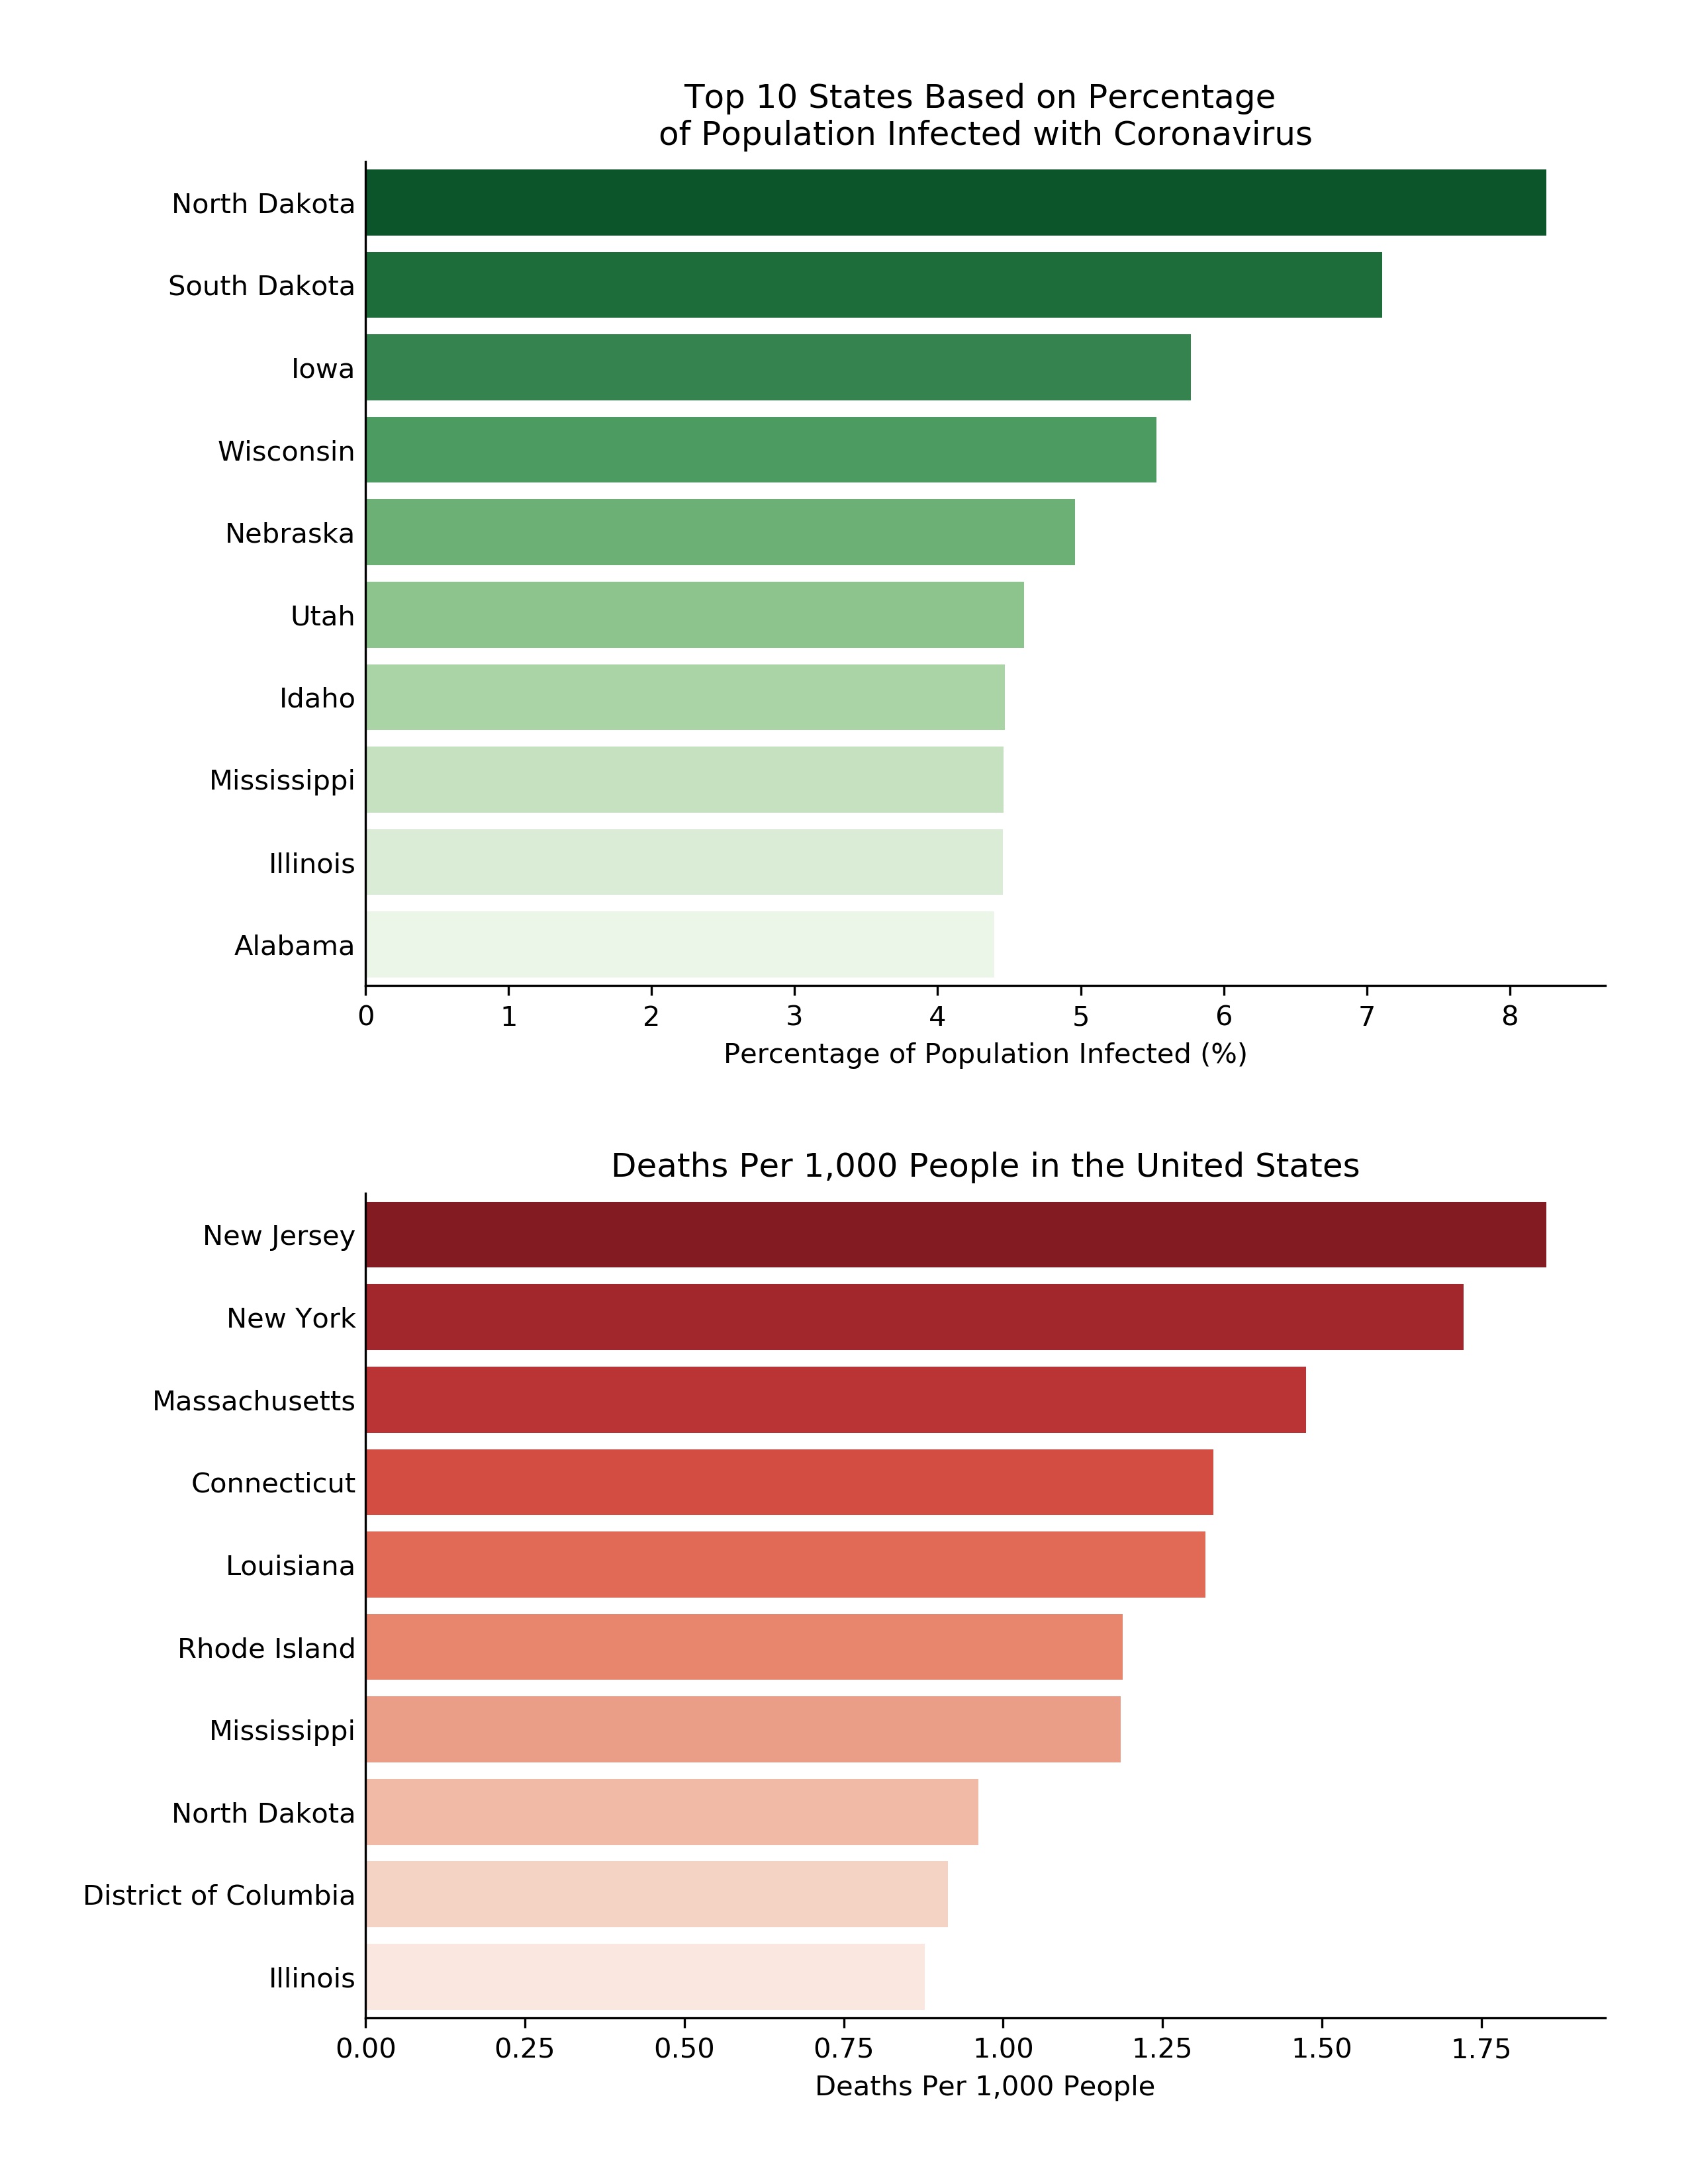 Top 10 States Based on Percentage
of Population Infected with Coronavirus
North Dakota
South Dakota
Iowa
Wisconsin
Nebraska
Utah
Idaho
Mississippi
Illinois
Alabama
0 1 2 3 4 5 6 7 8
Percentage of Population Infected (%)
Deaths Per 1,000 People in the United States
New Jersey
New York
Massachusetts
Connecticut
Louisiana
Rhode Island
Mississippi
North Dakota
District of Columbia
Illinois
0.00 0.25 0.50 0.75 1.00 1.25 1.50 1.75
Deaths Per 1,000 People